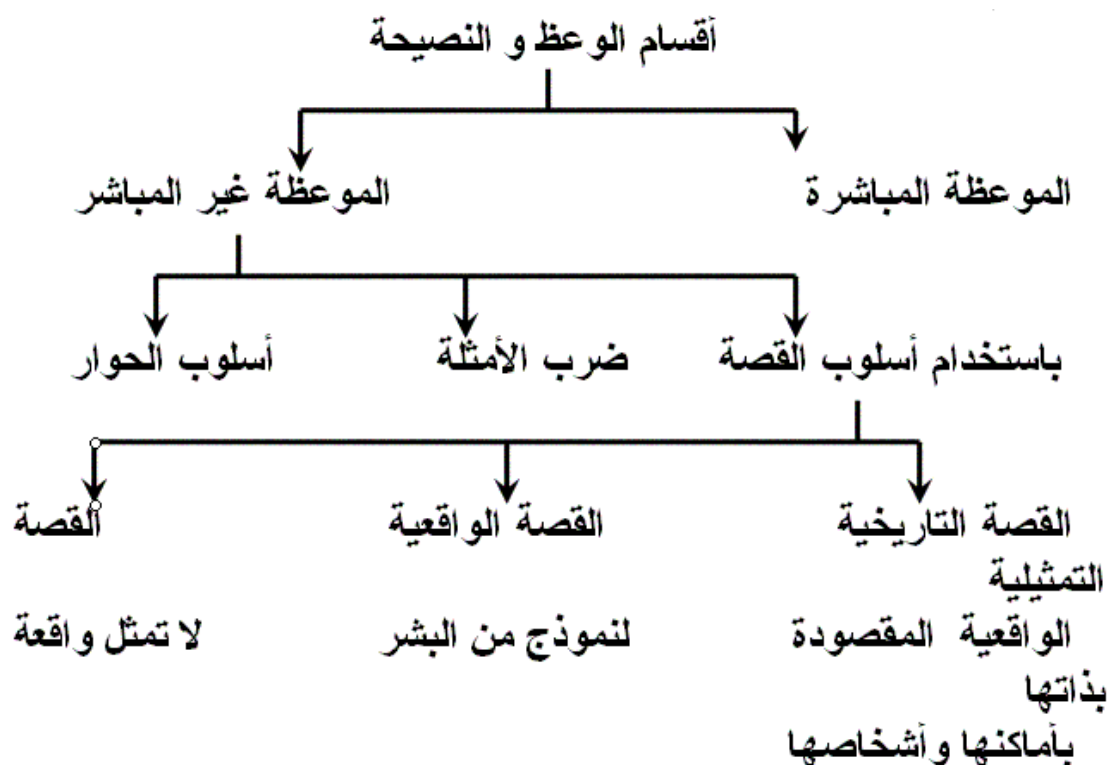 أقسام الوعظ و النصيحة
الموعظة المباشرة الموعظة غير المباشر
باستخدام أسلوب القصة ضرب الأمثلة أسلوب الحوار
القصة التاريخية القصة الواقعية القصة
التمثيلية
الواقعية المقصودة لنموذج من البشر لا تمثل واقعة
بذاتها
بأماكنها وأشخاصها